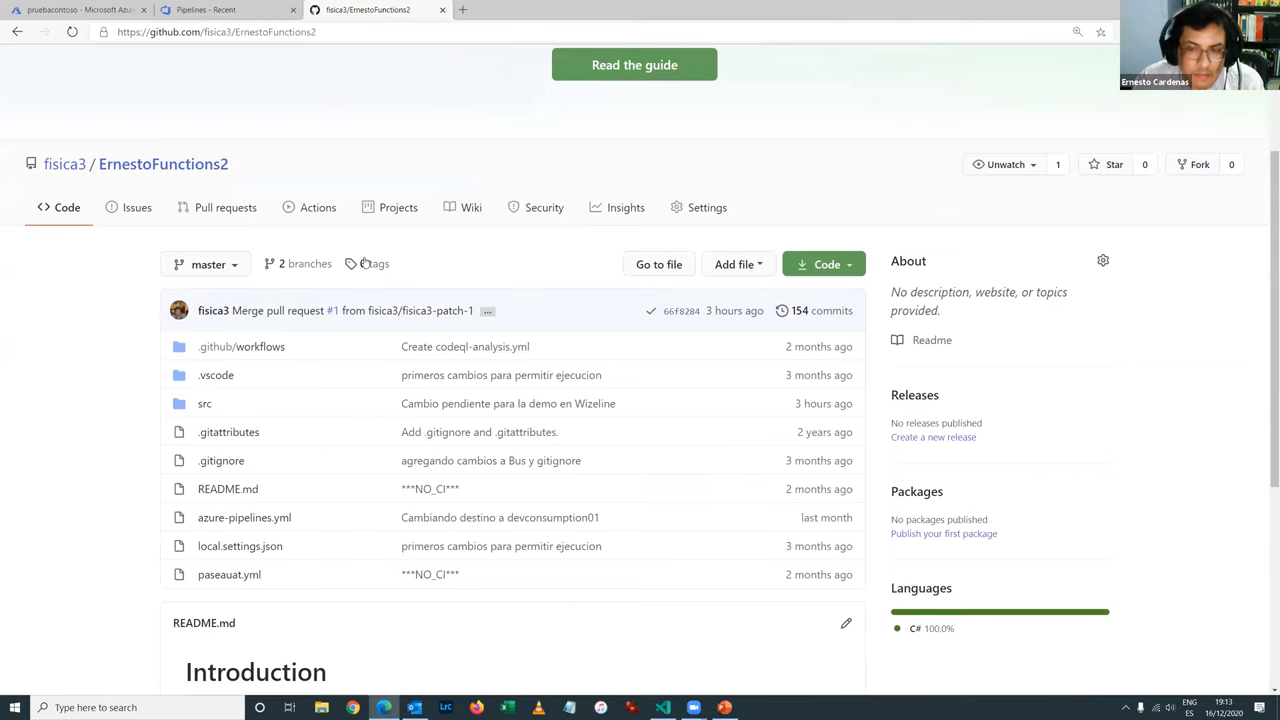 pruebacontoso - Microsoft Azur
Pipelines - Recent
fisica3/ErnestoFunctions2
https://github.com/fisica3/ErnestoFunctions2
Read the guide
Ernesto Cardenas
fisica3 / ErnestoFunctions2
Unwatch 1
Star 0
Fork 0
Code
Issues
Pull requests
Actions
Projects
Wiki
Security
Insights
Settings
master
2 branches
tags
Go to file
Add file
Code
fisica3 Merge pull request #1 from fisica3/fisica3-patch-1 ...
66f8284 3 hours ago
154 commits
.github/workflows Create codeql-analysis.yml 2 months ago
.vscode primeros cambios para permitir ejecucion 3 months ago
src Cambio pendiente para la demo en Wizeline 3 hours ago
.gitattributes Add .gitignore and .gitattributes. 2 years ago
.gitignore agregando cambios a Bus y gitignore 3 months ago
README.md ***NO_CI*** 2 months ago
azure-pipelines.yml Cambiando destino a devconsumption01 last month
local.settings.json primeros cambios para permitir ejecucion 3 months ago
paseauat.yml ***NO_CI*** 2 months ago
README.md
Introduction
About
No description, website, or topics
provided.
Readme
Releases
No releases published
Create a new release
Packages
No packages published
Publish your first package
Languages
C# 100.0%
Type here to search
ENG
ES
19:13
16/12/2020